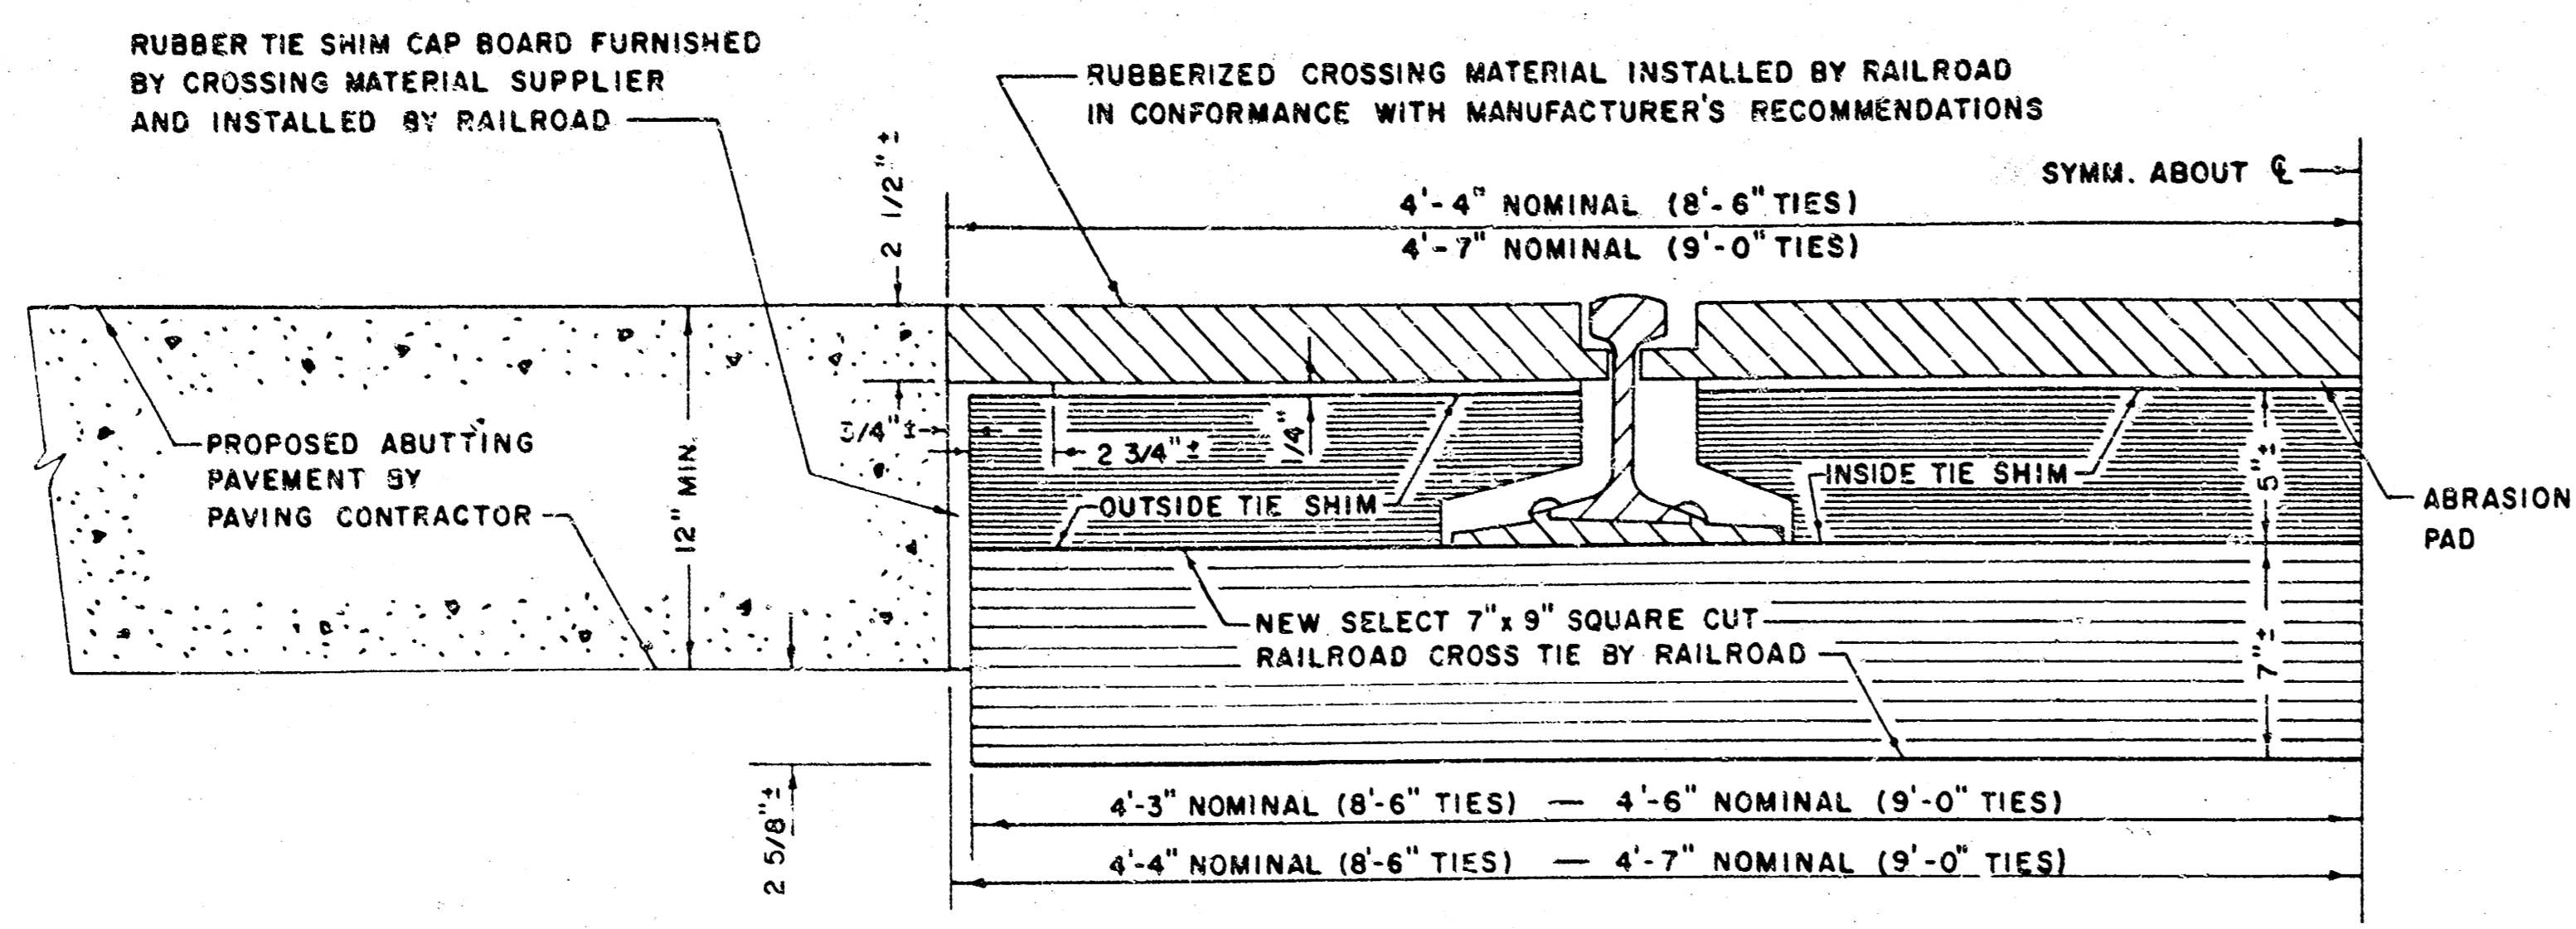 RUBBER TIE SHIM CAP BOARD FURNISHED
BY CROSSING MATERIAL SUPPLIER
AND INSTALLED BY RAILROAD
RUBBERIZED CROSSING MATERIAL INSTALLED BY RAILROAD
IN CONFORMANCE WITH MANUFACTURER'S RECOMMENDATIONS
SYMM. ABOUT ℄
2 1/2"±
4'-4" NOMINAL (8'-6" TIES)
4'-7" NOMINAL (9'-0" TIES)
PROPOSED ABUTTING
PAVEMENT BY
PAVING CONTRACTOR
12" MIN.
3/4"±
2 3/4"±
1/4"
OUTSIDE TIE SHIM
INSIDE TIE SHIM
5"±
ABRASION
PAD
NEW SELECT 7"x 9" SQUARE CUT
RAILROAD CROSS TIE BY RAILROAD
7"±
2 5/8"±
4'-3" NOMINAL (8'-6" TIES) — 4'-6" NOMINAL (9'-0" TIES)
4'-4" NOMINAL (8'-6" TIES) — 4'-7" NOMINAL (9'-0" TIES)